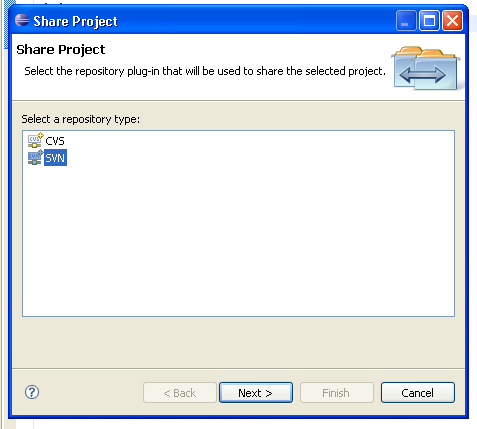 Share Project
Share Project
Select the repository plug-in that will be used to share the selected project.
Select a repository type:
CVS
SVN
< Back
Next >
Finish
Cancel